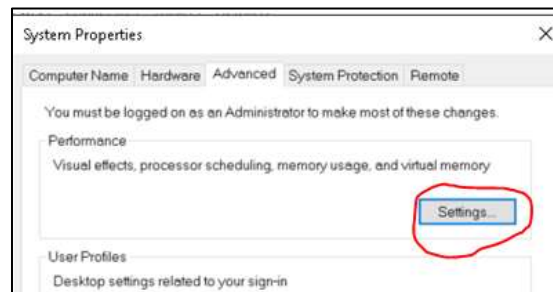 System Properties
Computer Name Hardware Advanced System Protection Remote
You must be logged on as an Administrator to make most of these changes.
Performance
Visual effects, processor scheduling, memory usage, and virtual memory
Settings...
User Profiles
Desktop settings related to your sign-in